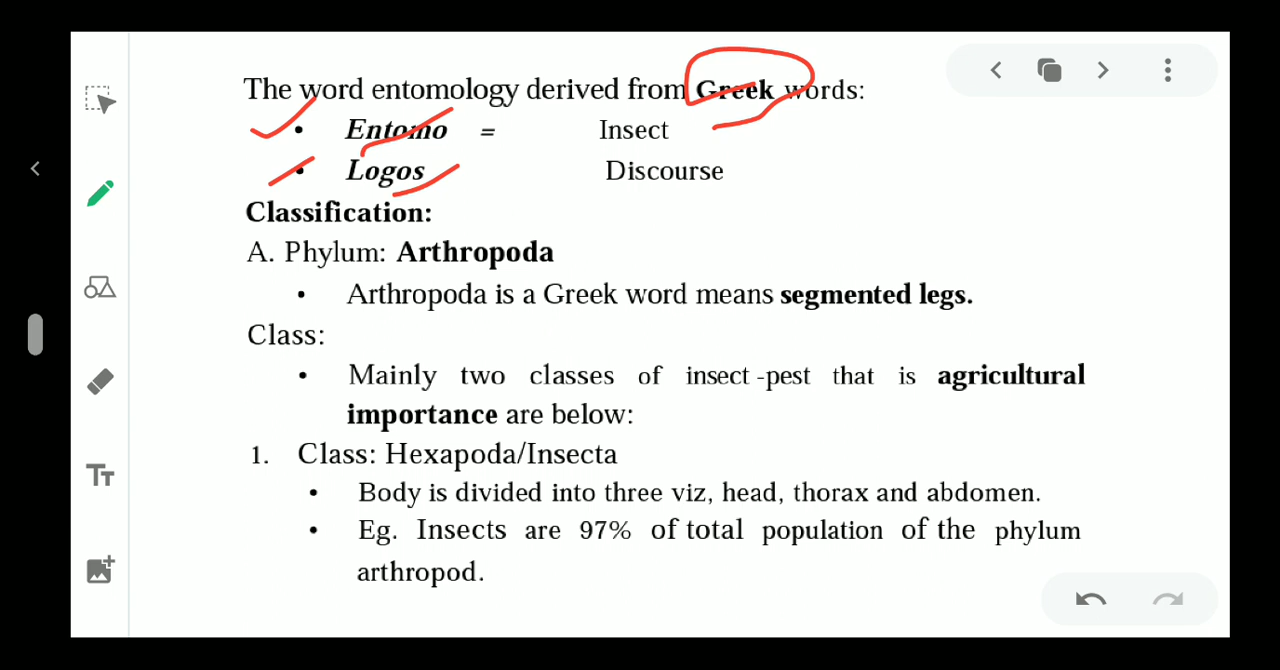 The word entomology derived from Greek words:
• Entomo = Insect
• Logos Discourse
Classification:
A. Phylum: Arthropoda
• Arthropoda is a Greek word means segmented legs.
Class:
• Mainly two classes of insect -pest that is agricultural
importance are below:
1. Class: Hexapoda/Insecta
• Body is divided into three viz, head, thorax and abdomen.
• Eg. Insects are 97% of total population of the phylum
arthropod.
Tт